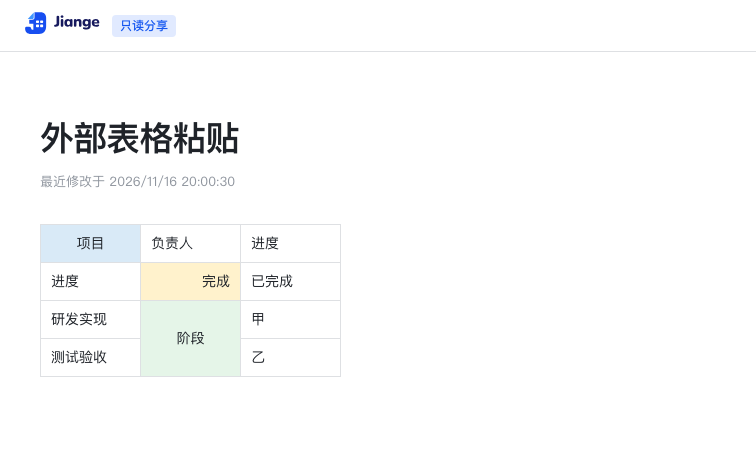 Jiange 只读分享
外部表格粘贴
最近修改于 2026/11/16 20:00:30
项目 负责人 进度
进度 完成 已完成
研发实现 阶段 甲
测试验收 乙